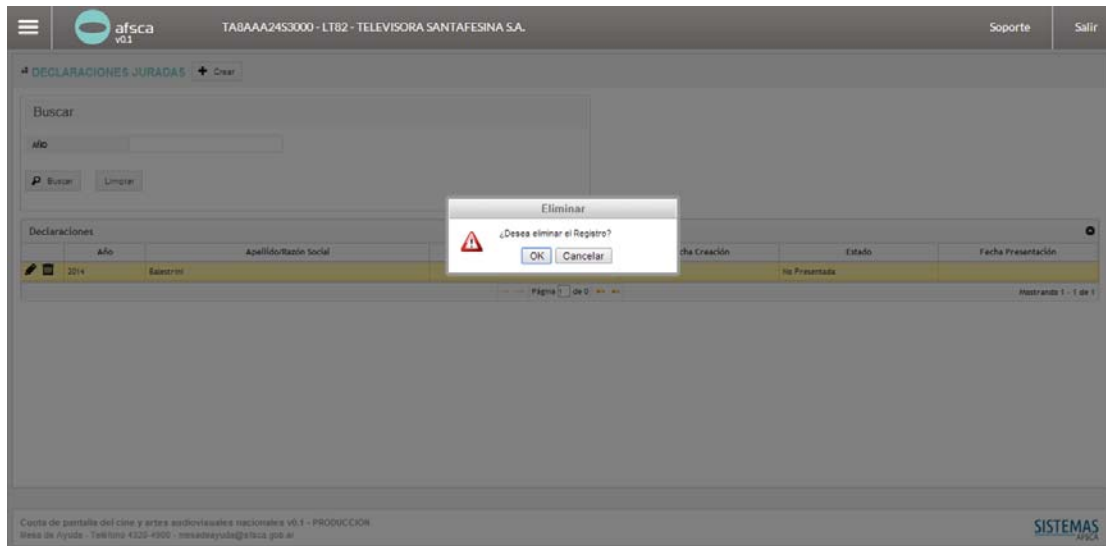 afsca
v0.1
TA8AAA24S3000 - LT82 - TELEVISORA SANTAFESINA S.A.
Soporte
Salir
DECLARACIONES JURADAS
Crear
Buscar
AÑO
Buscar
Limpiar
Eliminar
¿Desea eliminar el Registro?
OK
Cancelar
Declaraciones
Año
Apellido/Razón Social
cha Creación
Estado
Fecha Presentación
2014
Balestrini
No Presentada
Página 1 de 0
Mostrando 1 - 1 de 1
Cuota de pantalla del cine y artes audiovisuales nacionales v0.1 - PRODUCCION
Mesa de Ayuda - Teléfono 4320-4900 - mesadeayuda@afsca.gob.ar
SISTEMAS
AFSCA